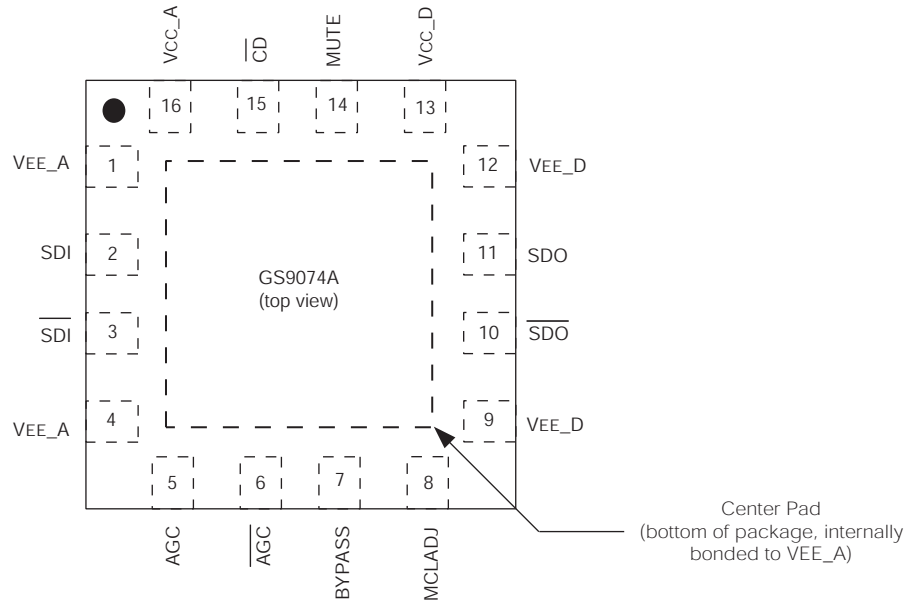 VCC_A
CD
MUTE
VCC_D
16
15
14
13
VEE_A
1
12
VEE_D
SDI
2
11
SDO
GS9074A
(top view)
SDI
3
10
SDO
VEE_A
4
9
VEE_D
5
6
7
8
AGC
AGC
BYPASS
MCLADJ
Center Pad
(bottom of package, internally
bonded to VEE_A)